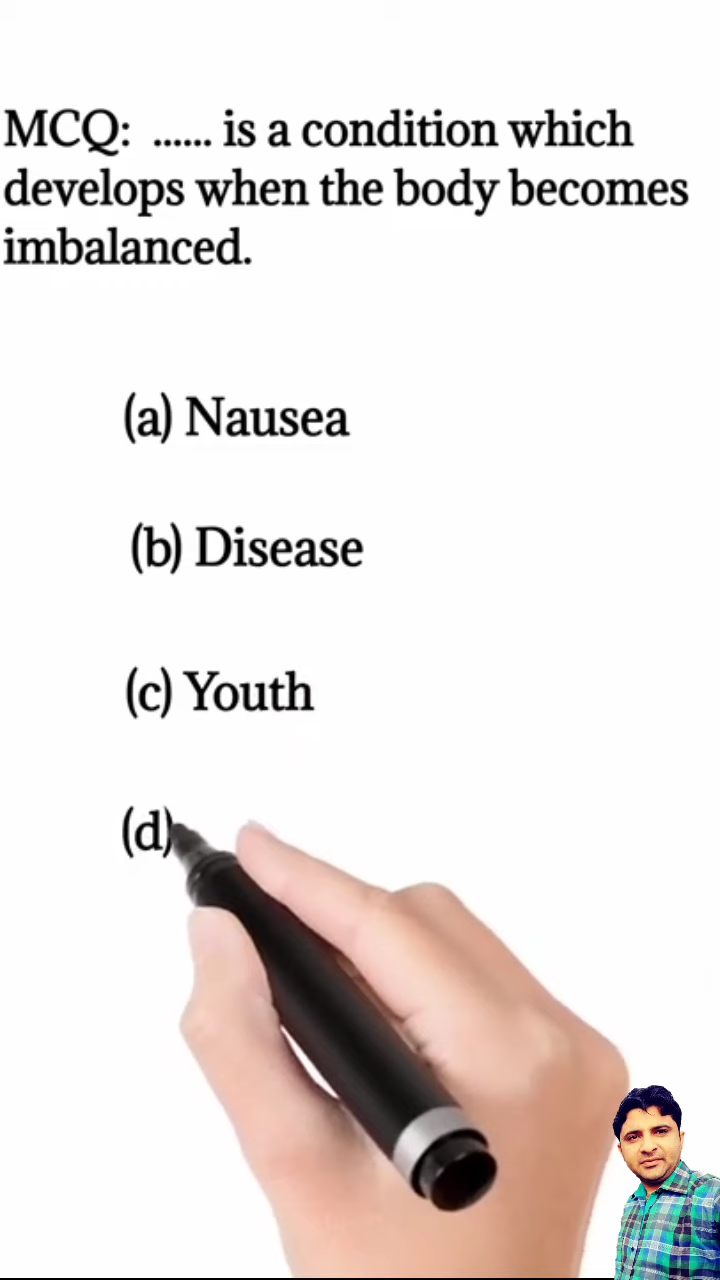 MCQ: ...... is a condition which
develops when the body becomes
imbalanced.
(a) Nausea
(b) Disease
(c) Youth
(d)